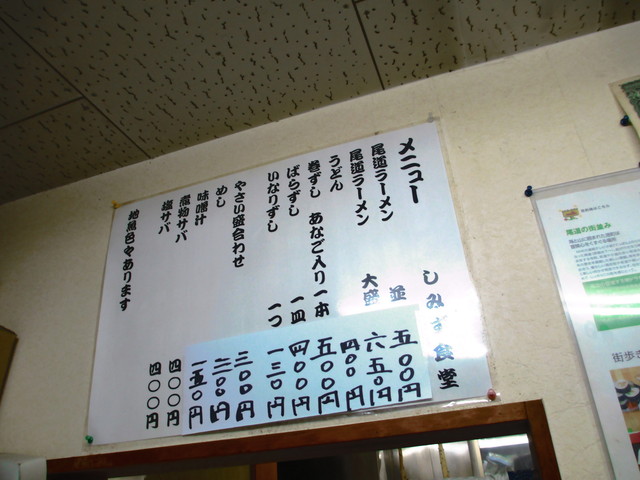 メニュー しみず食堂
尾道ラーメン 並 五〇〇円
尾道ラーメン 大盛 六五〇円
うどん 四〇〇円
巻ずし あなご入り一本 五〇〇円
ばらずし 一皿 四〇〇円
いなりずし 一つ 一三〇円
やさい盛合わせ 三〇〇円
めし 二〇〇円
味噌汁 一五〇円
煮物サバ 四〇〇円
塩サバ 四〇〇円
地魚色々あります
尾道の街並み
街歩き